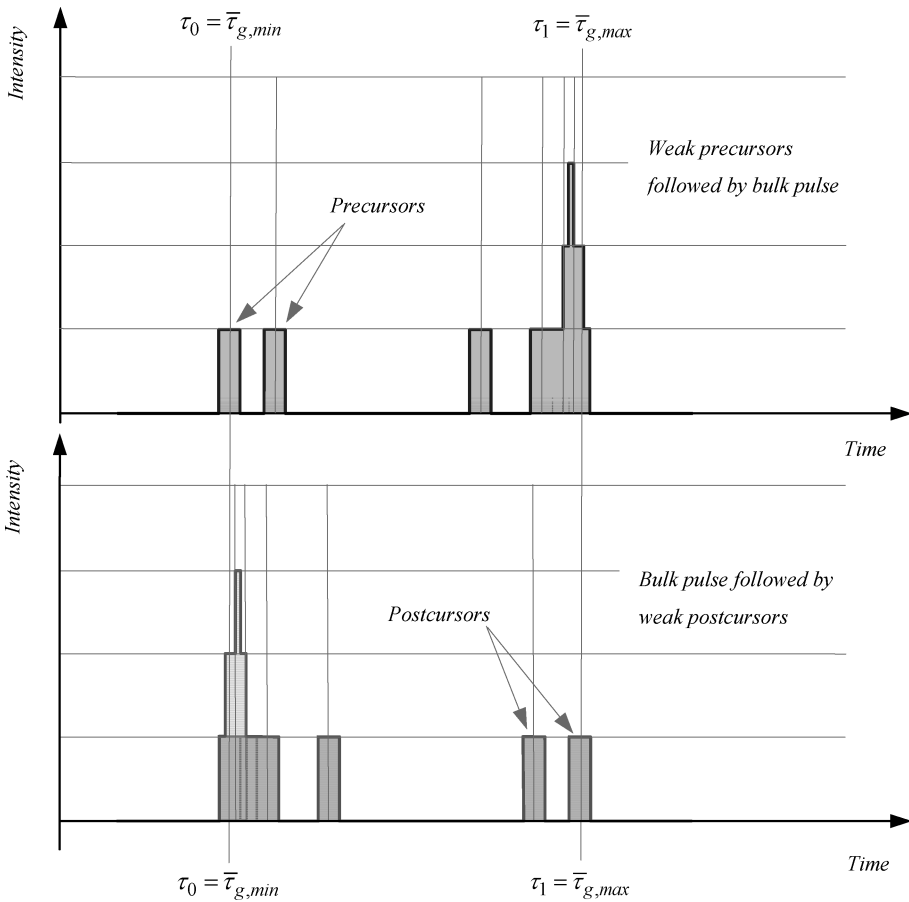 τ0 = τ̅g,min
τ1 = τ̅g,max
Intensity
Weak precursors
followed by bulk pulse
Precursors
Time
Intensity
Bulk pulse followed by
weak postcursors
Postcursors
Time
τ0 = τ̅g,min
τ1 = τ̅g,max